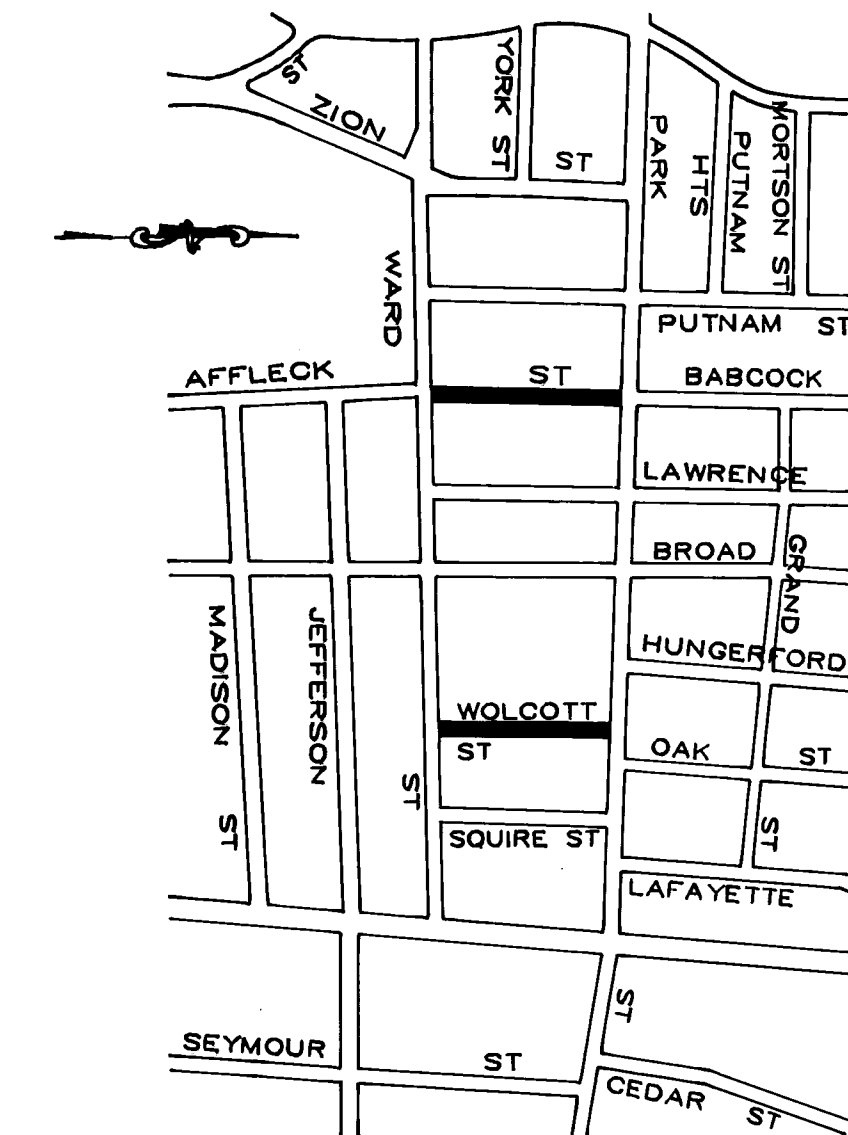 ZION ST
YORK ST
ST
PARK
HTS
PUTNAM
MORTSON ST
WARD
PUTNAM ST
AFFLECK
ST
BABCOCK
LAWRENCE
BROAD
GRAND
MADISON
JEFFERSON
HUNGERFORD
WOLCOTT
ST
OAK
ST
ST
ST
ST
SQUIRE ST
LAFAYETTE
ST
SEYMOUR
ST
CEDAR ST